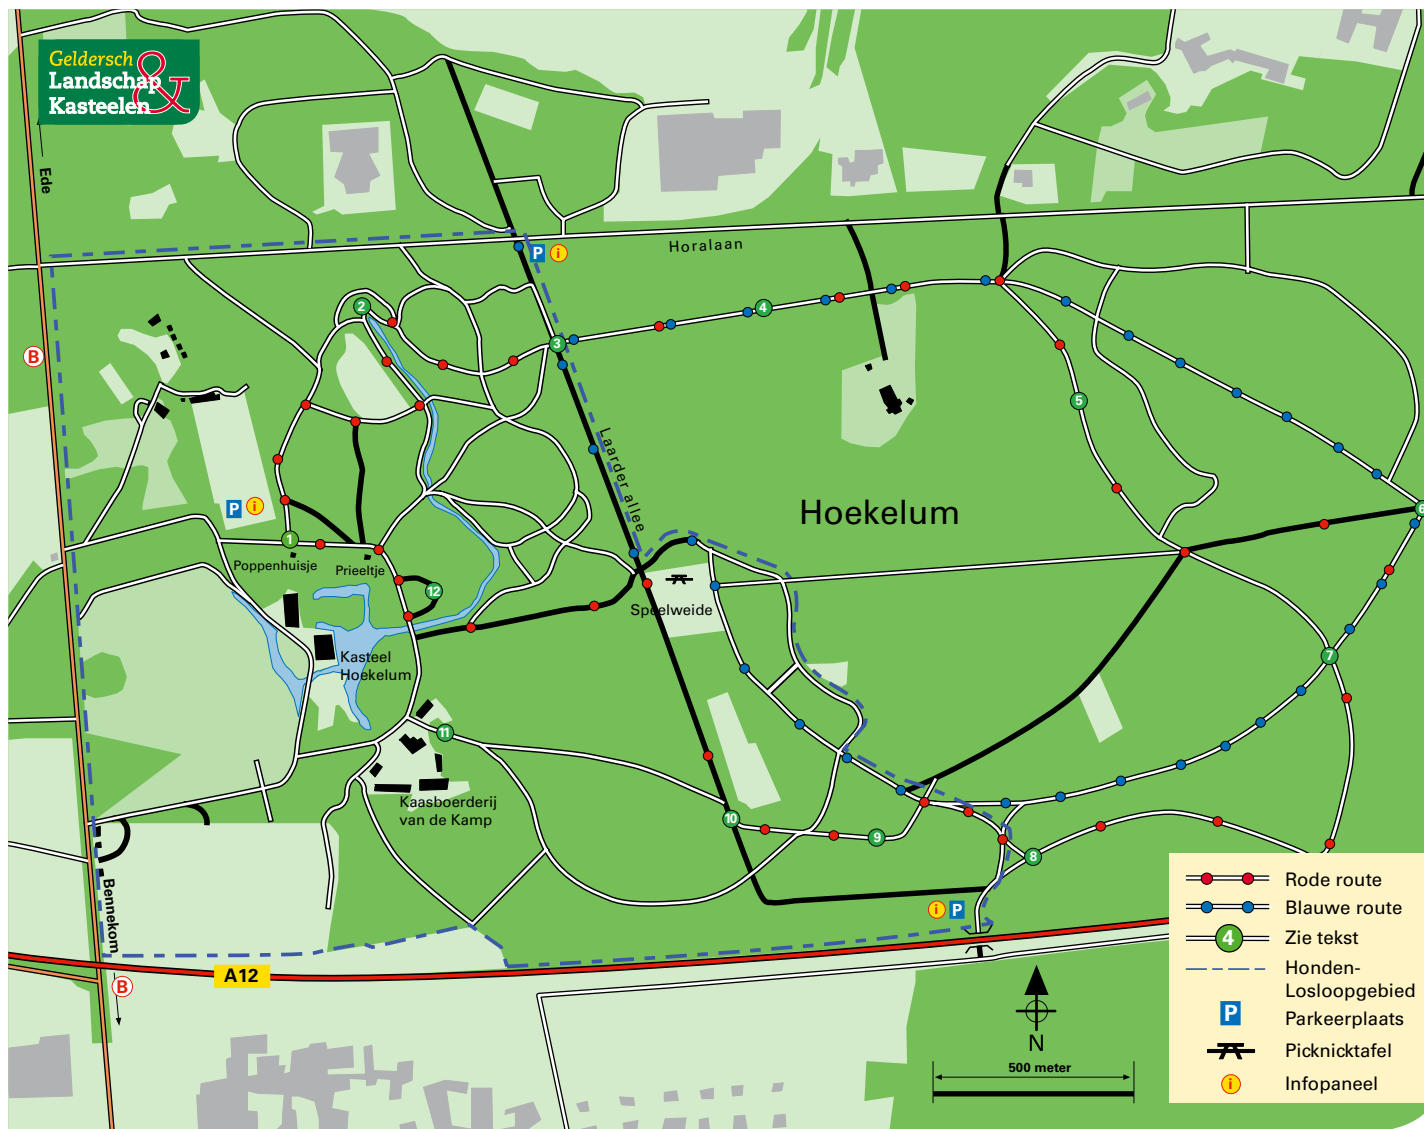 Geldersch
Landschap
&
Kasteelen
Ede
B
P i
Horalaan
2
3
4
5
6
Laarder allee
Hoekelum
P i
1
Poppenhuisje
Prieeltje
12
Speelweide
Kasteel
Hoekelum
7
11
Kaasboerderij
van de Kamp
10
9
8
Bennekom
i P
A12
B
N
500 meter
Rode route
Blauwe route
4 Zie tekst
Honden-
Losloopgebied
P Parkeerplaats
Picknicktafel
i Infopaneel